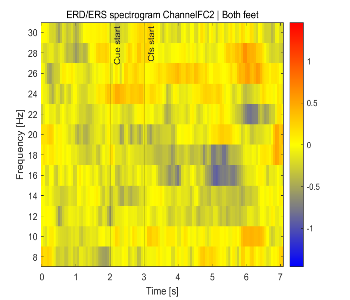 ERD/ERS spectrogram ChannelFC2 | Both feet
30
28
26
24
22
20
18
16
14
12
10
8
Frequency [Hz]
Cue start
Cfs start
0 1 2 3 4 5 6 7
Time [s]
1
0.5
0
-0.5
-1